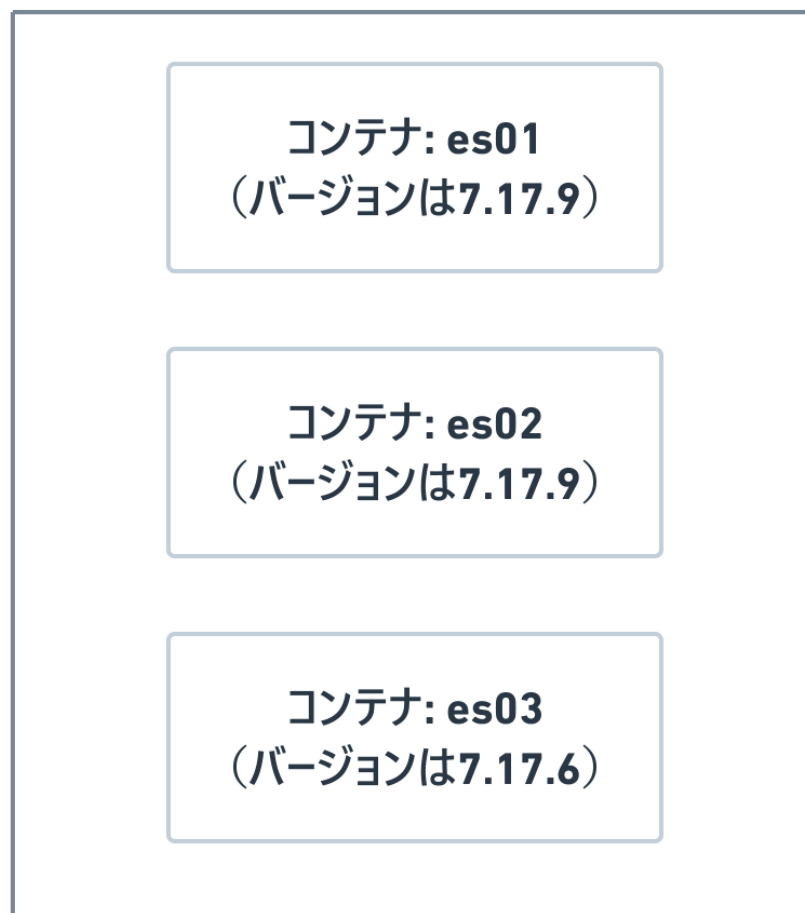 コンテナ: es01
（バージョンは7.17.9）
コンテナ: es02
（バージョンは7.17.9）
コンテナ: es03
（バージョンは7.17.6）